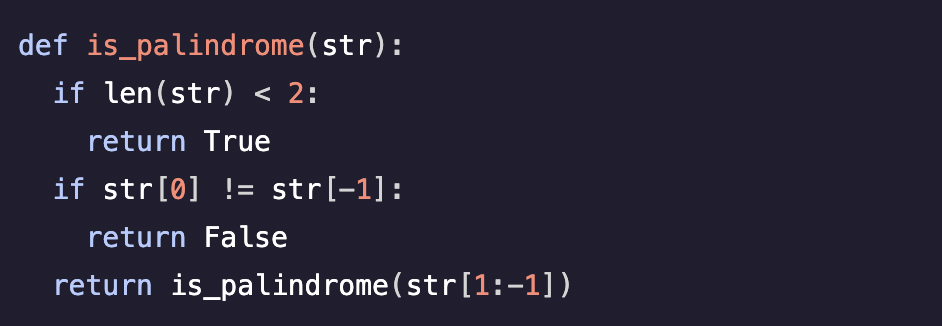 def is_palindrome(str):
  if len(str) < 2:
    return True
  if str[0] != str[-1]:
    return False
  return is_palindrome(str[1:-1])